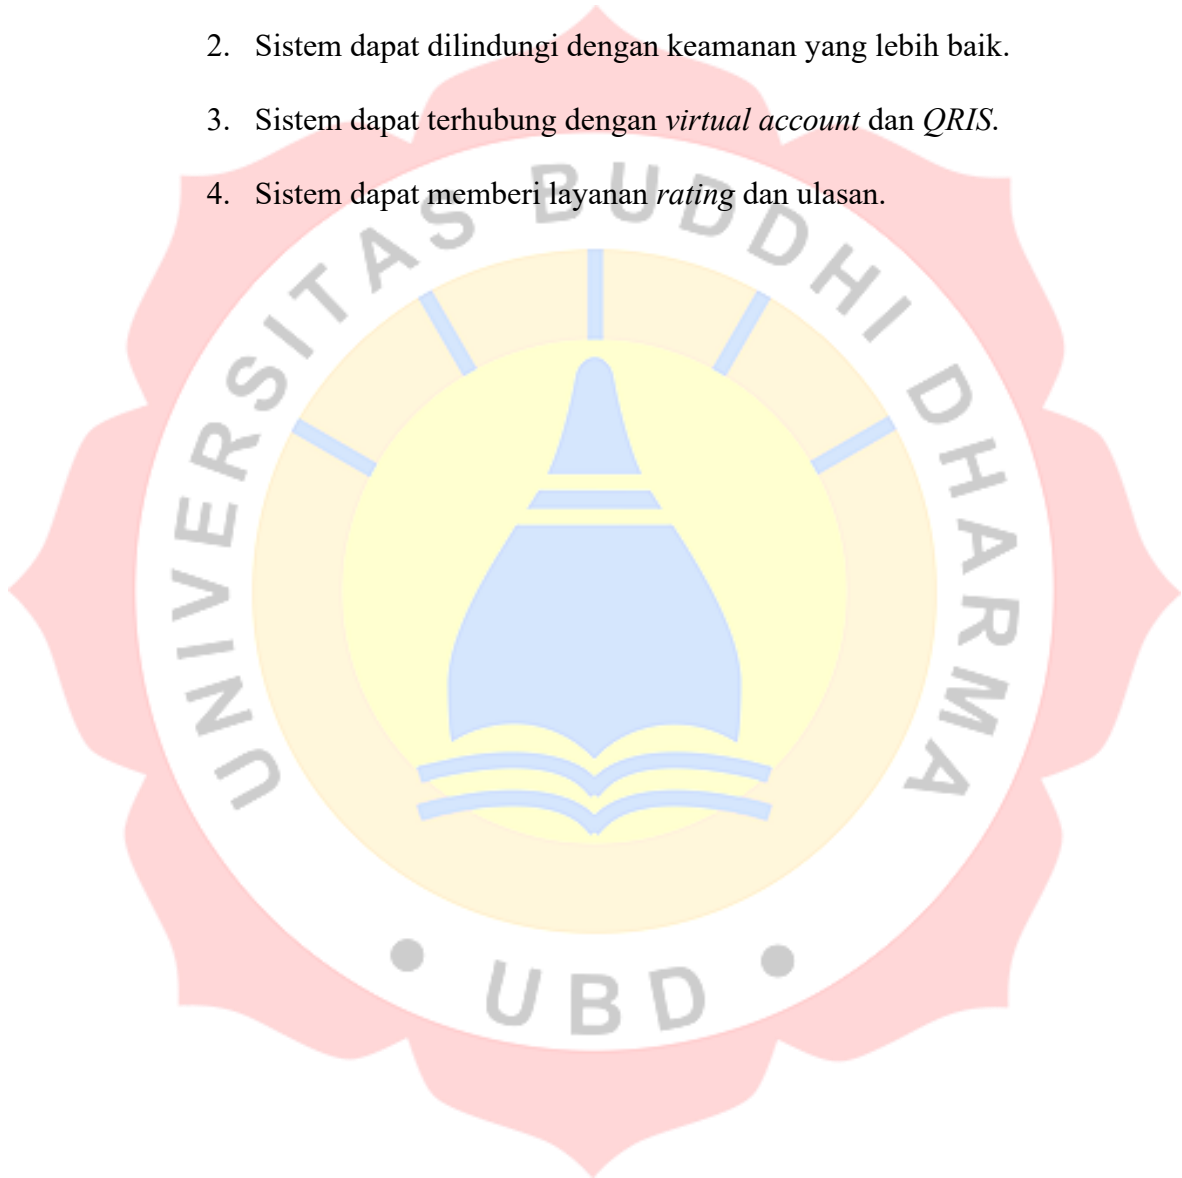 2. Sistem dapat dilindungi dengan keamanan yang lebih baik.
3. Sistem dapat terhubung dengan virtual account dan QRIS.
4. Sistem dapat memberi layanan rating dan ulasan.
UNIVERSITAS BUDDHI DHARMA
• UBD •